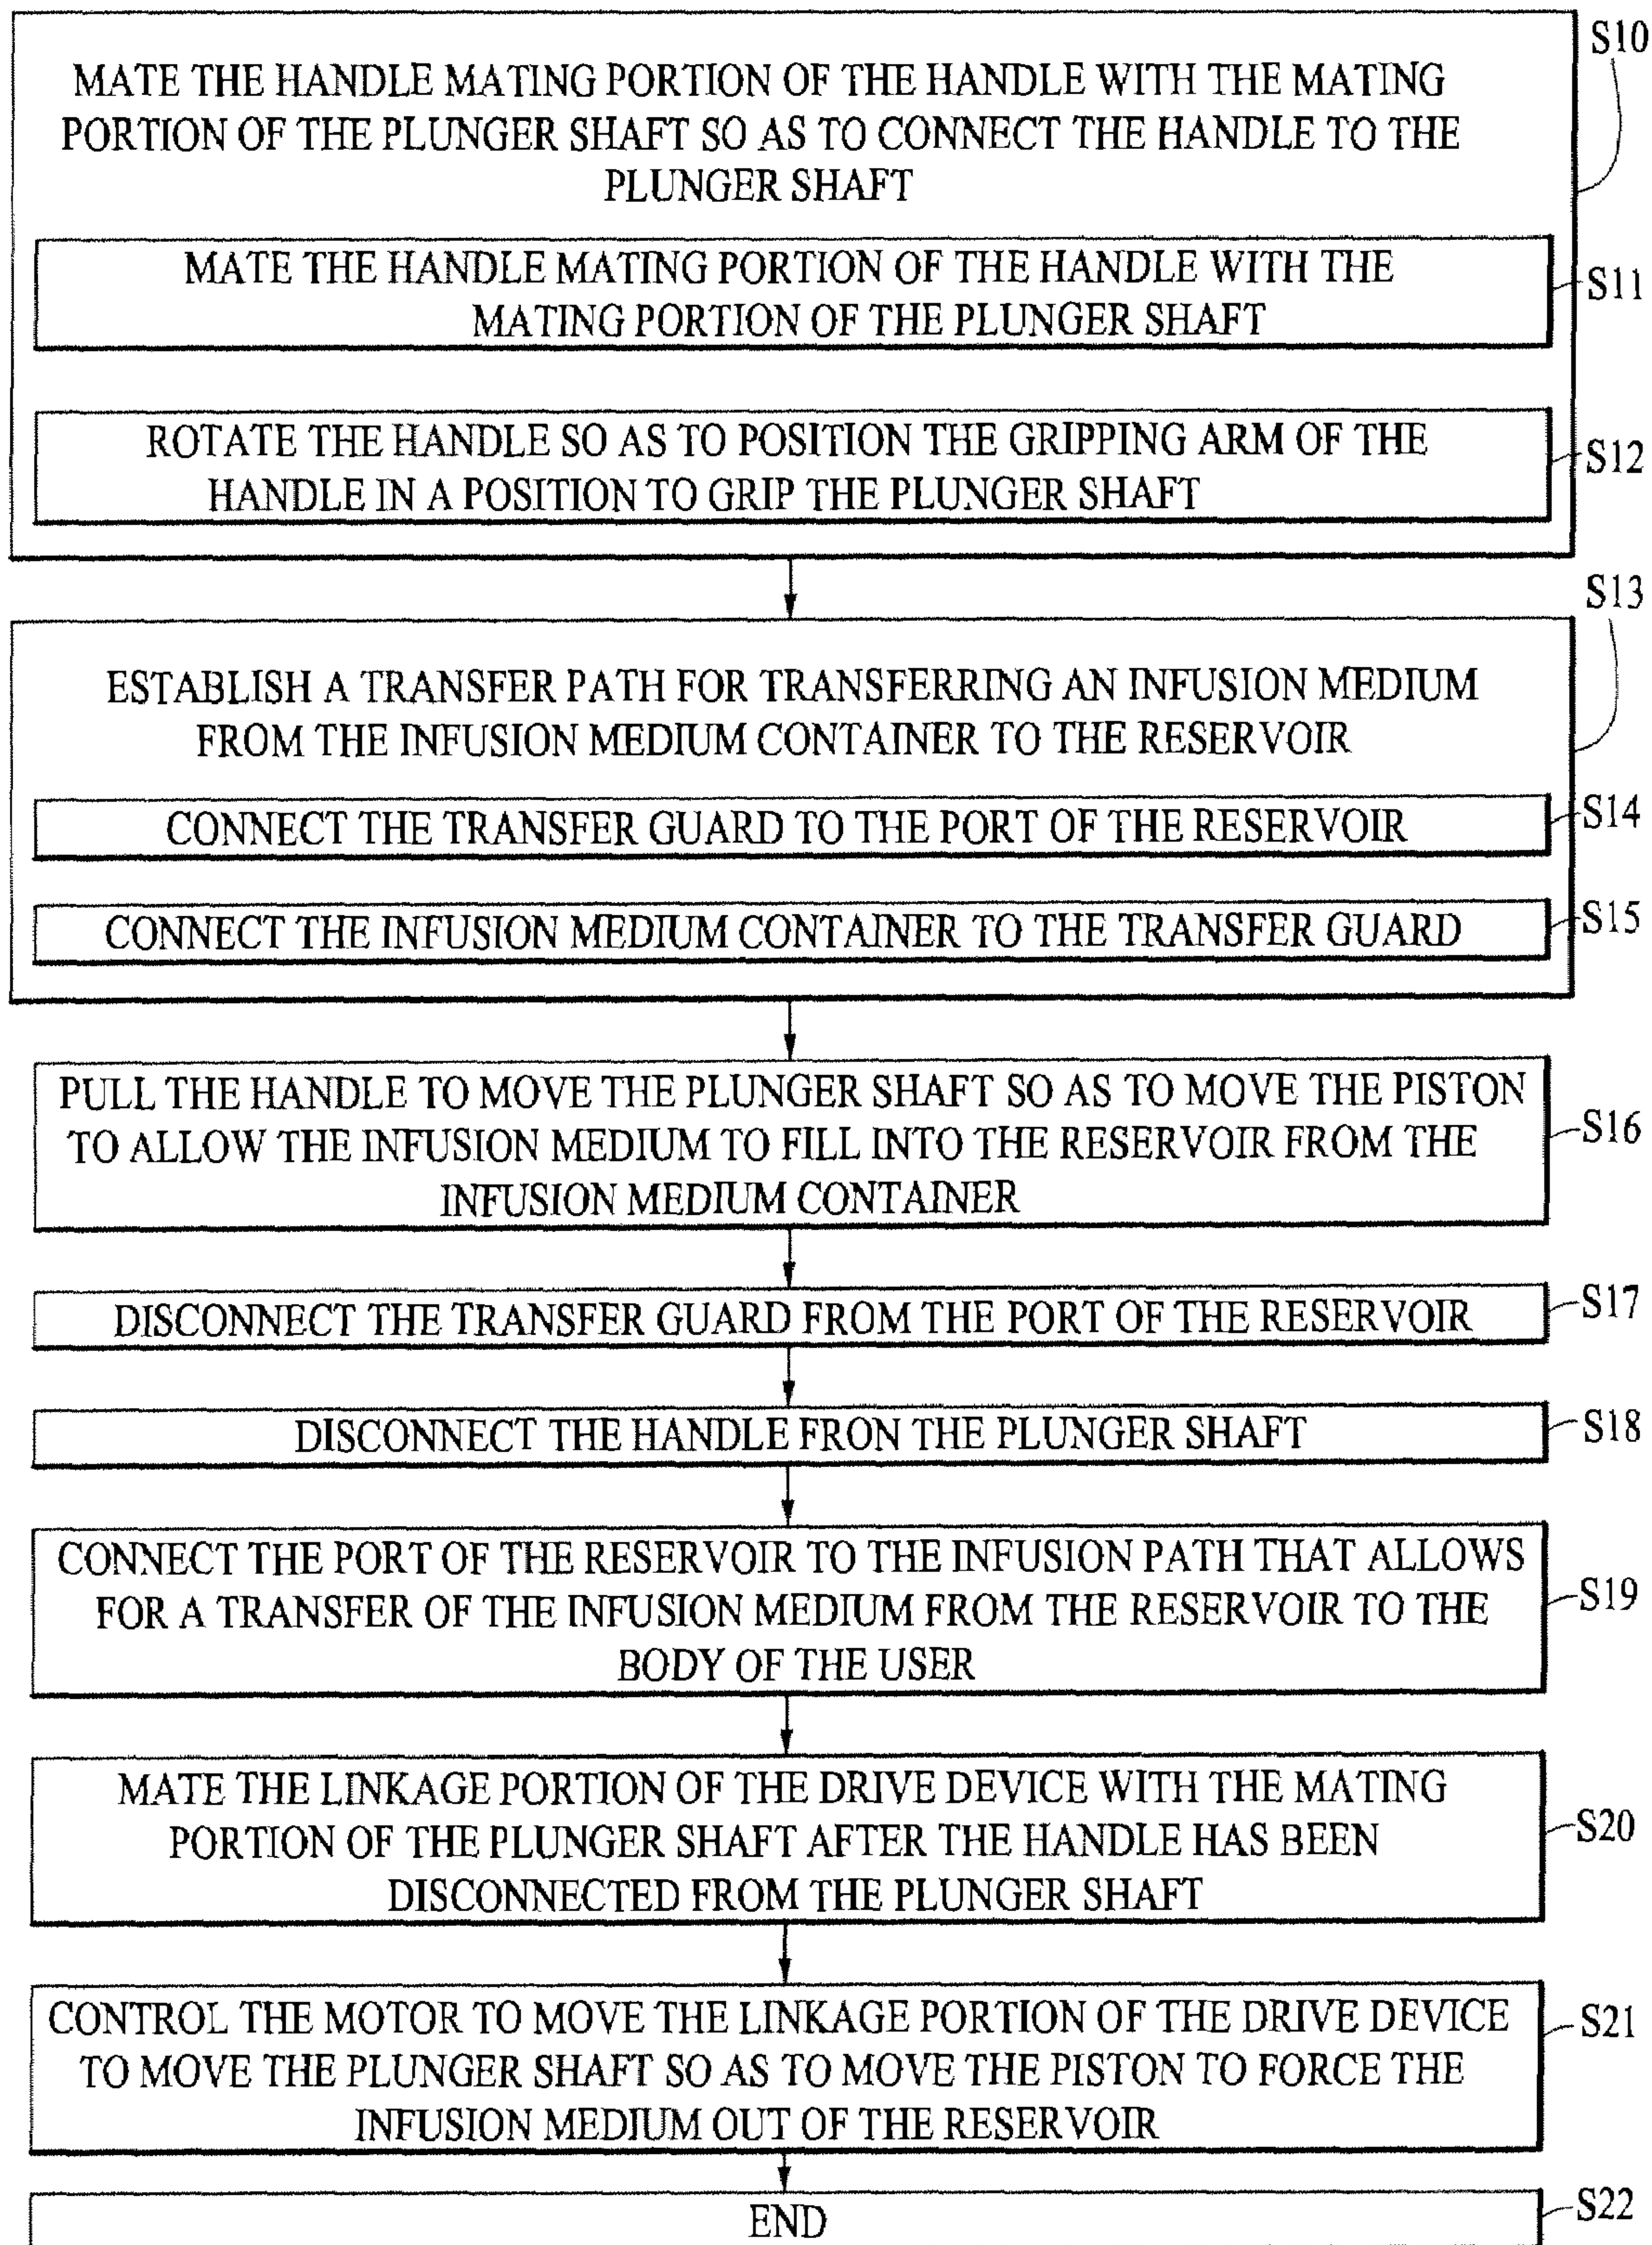 S10
MATE THE HANDLE MATING PORTION OF THE HANDLE WITH THE MATING
PORTION OF THE PLUNGER SHAFT SO AS TO CONNECT THE HANDLE TO THE
PLUNGER SHAFT
MATE THE HANDLE MATING PORTION OF THE HANDLE WITH THE
MATING PORTION OF THE PLUNGER SHAFT
S11
ROTATE THE HANDLE SO AS TO POSITION THE GRIPPING ARM OF THE
HANDLE IN A POSITION TO GRIP THE PLUNGER SHAFT
S12
S13
ESTABLISH A TRANSFER PATH FOR TRANSFERRING AN INFUSION MEDIUM
FROM THE INFUSION MEDIUM CONTAINER TO THE RESERVOIR
CONNECT THE TRANSFER GUARD TO THE PORT OF THE RESERVOIR
S14
CONNECT THE INFUSION MEDIUM CONTAINER TO THE TRANSFER GUARD
S15
PULL THE HANDLE TO MOVE THE PLUNGER SHAFT SO AS TO MOVE THE PISTON
TO ALLOW THE INFUSION MEDIUM TO FILL INTO THE RESERVOIR FROM THE
INFUSION MEDIUM CONTAINER
S16
DISCONNECT THE TRANSFER GUARD FROM THE PORT OF THE RESERVOIR
S17
DISCONNECT THE HANDLE FRON THE PLUNGER SHAFT
S18
CONNECT THE PORT OF THE RESERVOIR TO THE INFUSION PATH THAT ALLOWS
FOR A TRANSFER OF THE INFUSION MEDIUM FROM THE RESERVOIR TO THE
BODY OF THE USER
S19
MATE THE LINKAGE PORTION OF THE DRIVE DEVICE WITH THE MATING
PORTION OF THE PLUNGER SHAFT AFTER THE HANDLE HAS BEEN
DISCONNECTED FROM THE PLUNGER SHAFT
S20
CONTROL THE MOTOR TO MOVE THE LINKAGE PORTION OF THE DRIVE DEVICE
TO MOVE THE PLUNGER SHAFT SO AS TO MOVE THE PISTON TO FORCE THE
INFUSION MEDIUM OUT OF THE RESERVOIR
S21
END
S22